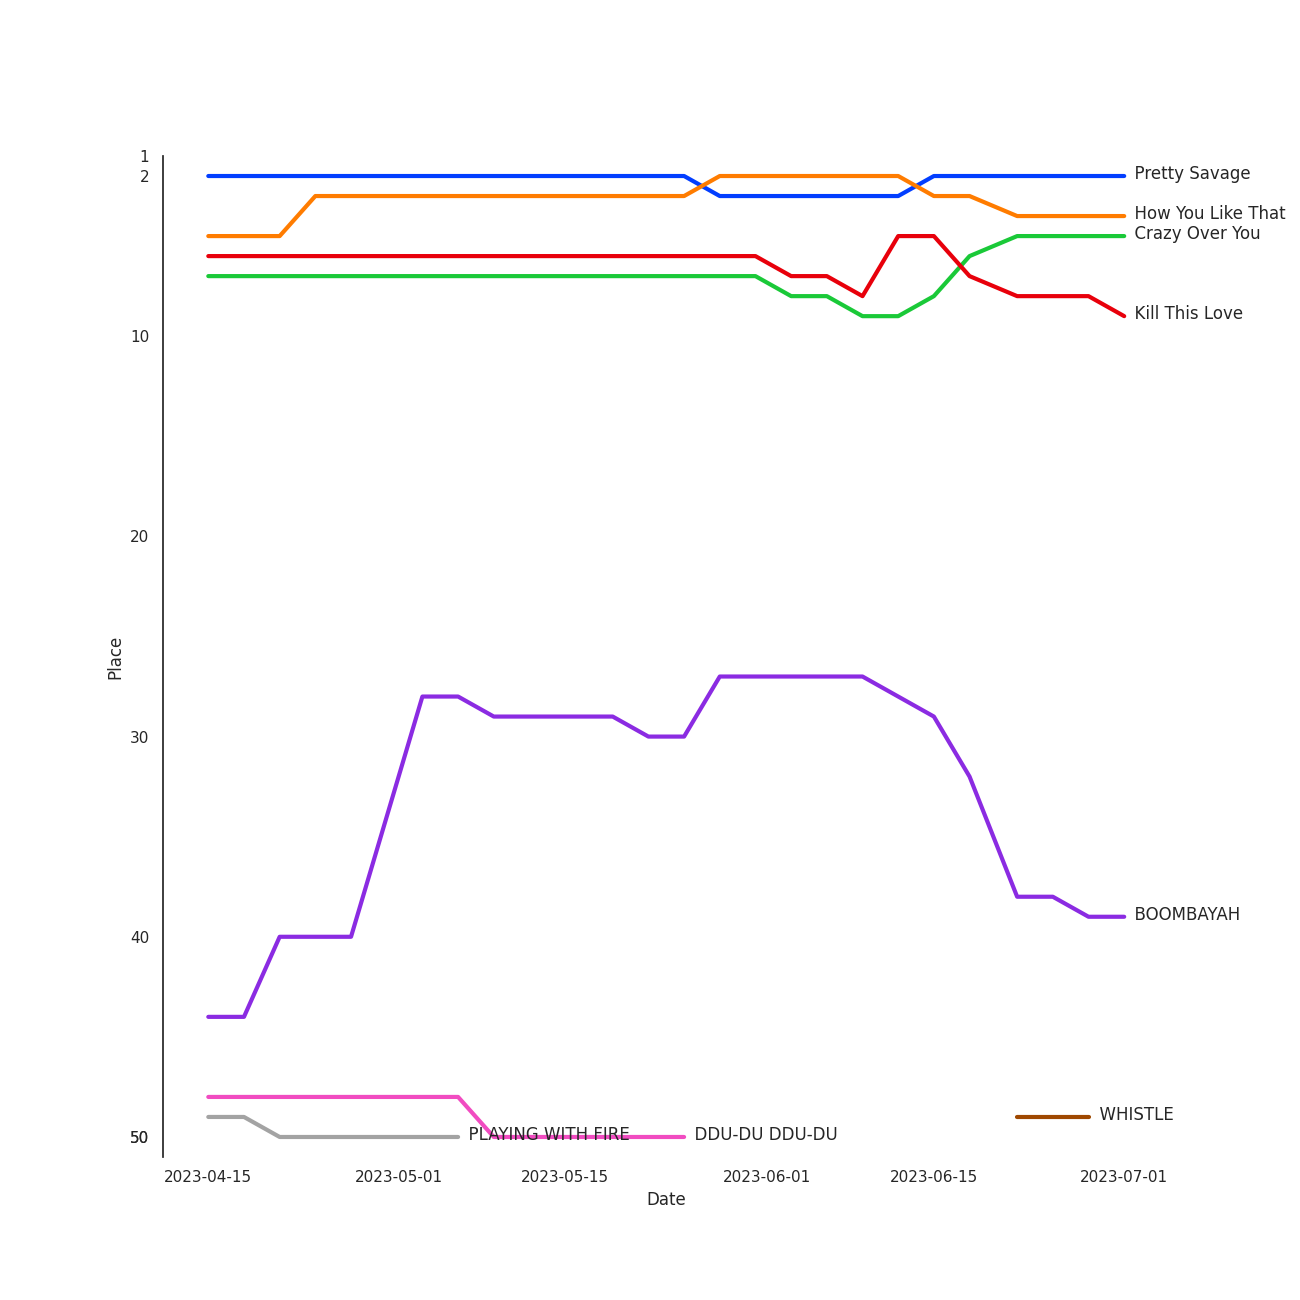 1
2
10
20
30
40
50
Place
Pretty Savage
How You Like That
Crazy Over You
Kill This Love
BOOMBAYAH
WHISTLE
PLAYING WITH FIRE
DDU-DU DDU-DU
2023-04-15
2023-05-01
2023-05-15
2023-06-01
2023-06-15
2023-07-01
Date